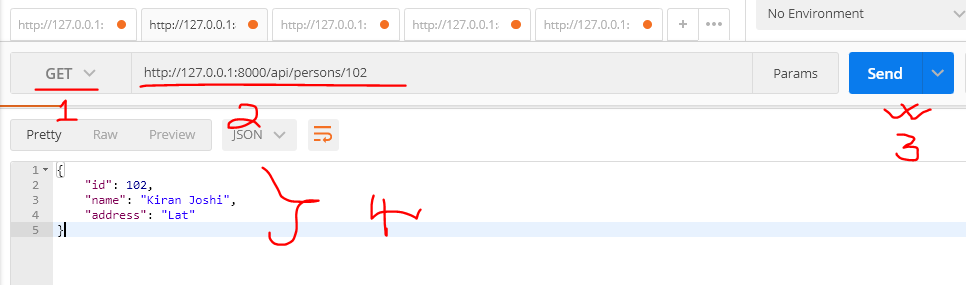 http://127.0.0.1: http://127.0.0.1: http://127.0.0.1: http://127.0.0.1: http://127.0.0.1: + ••• No Environment
GET http://127.0.0.1:8000/api/persons/102 Params Send
1 2 3
Pretty Raw Preview JSON
1 {
2 "id": 102,
3 "name": "Kiran Joshi",
4 "address": "Lat"
5 }
4